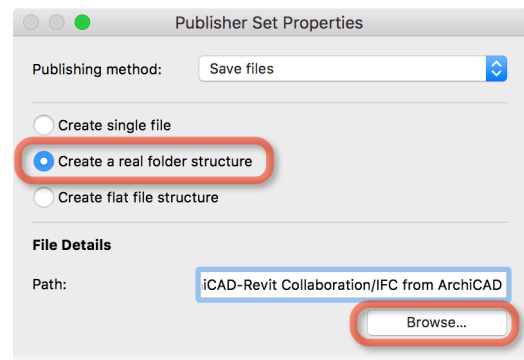 Publisher Set Properties
Publishing method: Save files
Create single file
Create a real folder structure
Create flat file structure
File Details
Path: iCAD-Revit Collaboration/IFC from ArchiCAD
Browse...